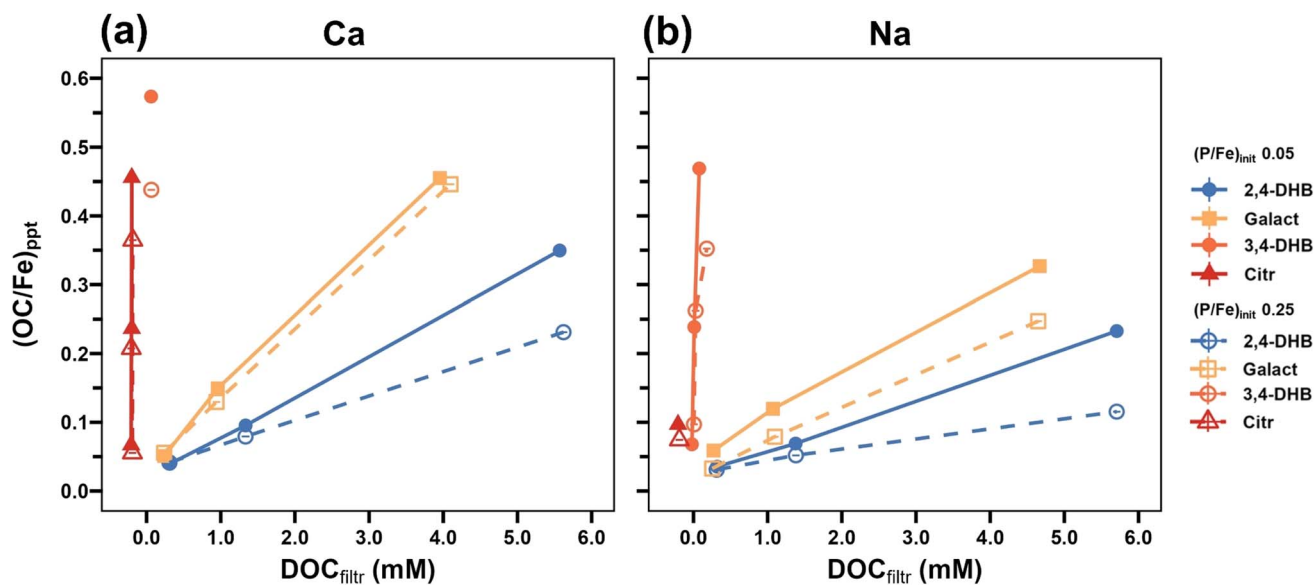 (a)
Ca
(OC/Fe)ppt
0.6
0.5
0.4
0.3
0.2
0.1
0.0
0.0 1.0 2.0 3.0 4.0 5.0 6.0
DOCfiltr (mM)
(b)
Na
0.0 1.0 2.0 3.0 4.0 5.0 6.0
DOCfiltr (mM)
(P/Fe)init 0.05
2,4-DHB
Galact
3,4-DHB
Citr
(P/Fe)init 0.25
2,4-DHB
Galact
3,4-DHB
Citr